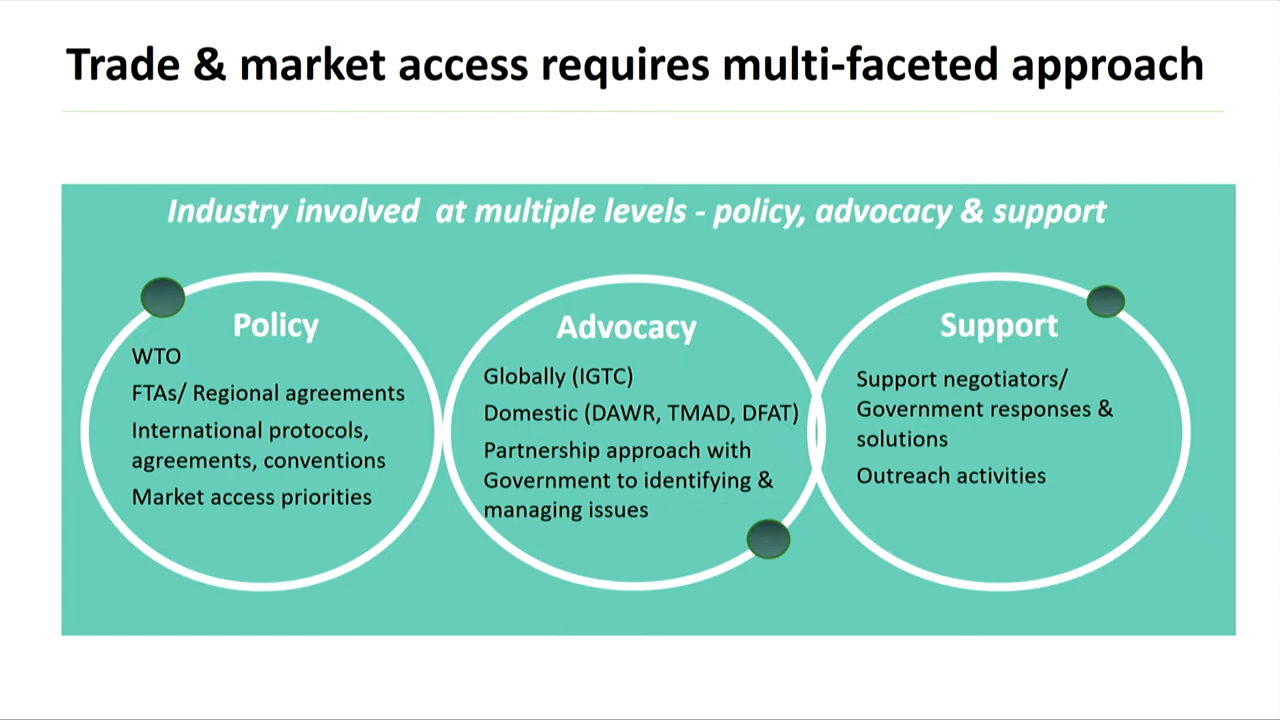 Trade & market access requires multi-faceted approach
Industry involved at multiple levels - policy, advocacy & support
Policy
WTO
FTAs/ Regional agreements
International protocols,
agreements, conventions
Market access priorities
Advocacy
Globally (IGTC)
Domestic (DAWR, TMAD, DFAT)
Partnership approach with
Government to identifying &
managing issues
Support
Support negotiators/
Government responses &
solutions
Outreach activities